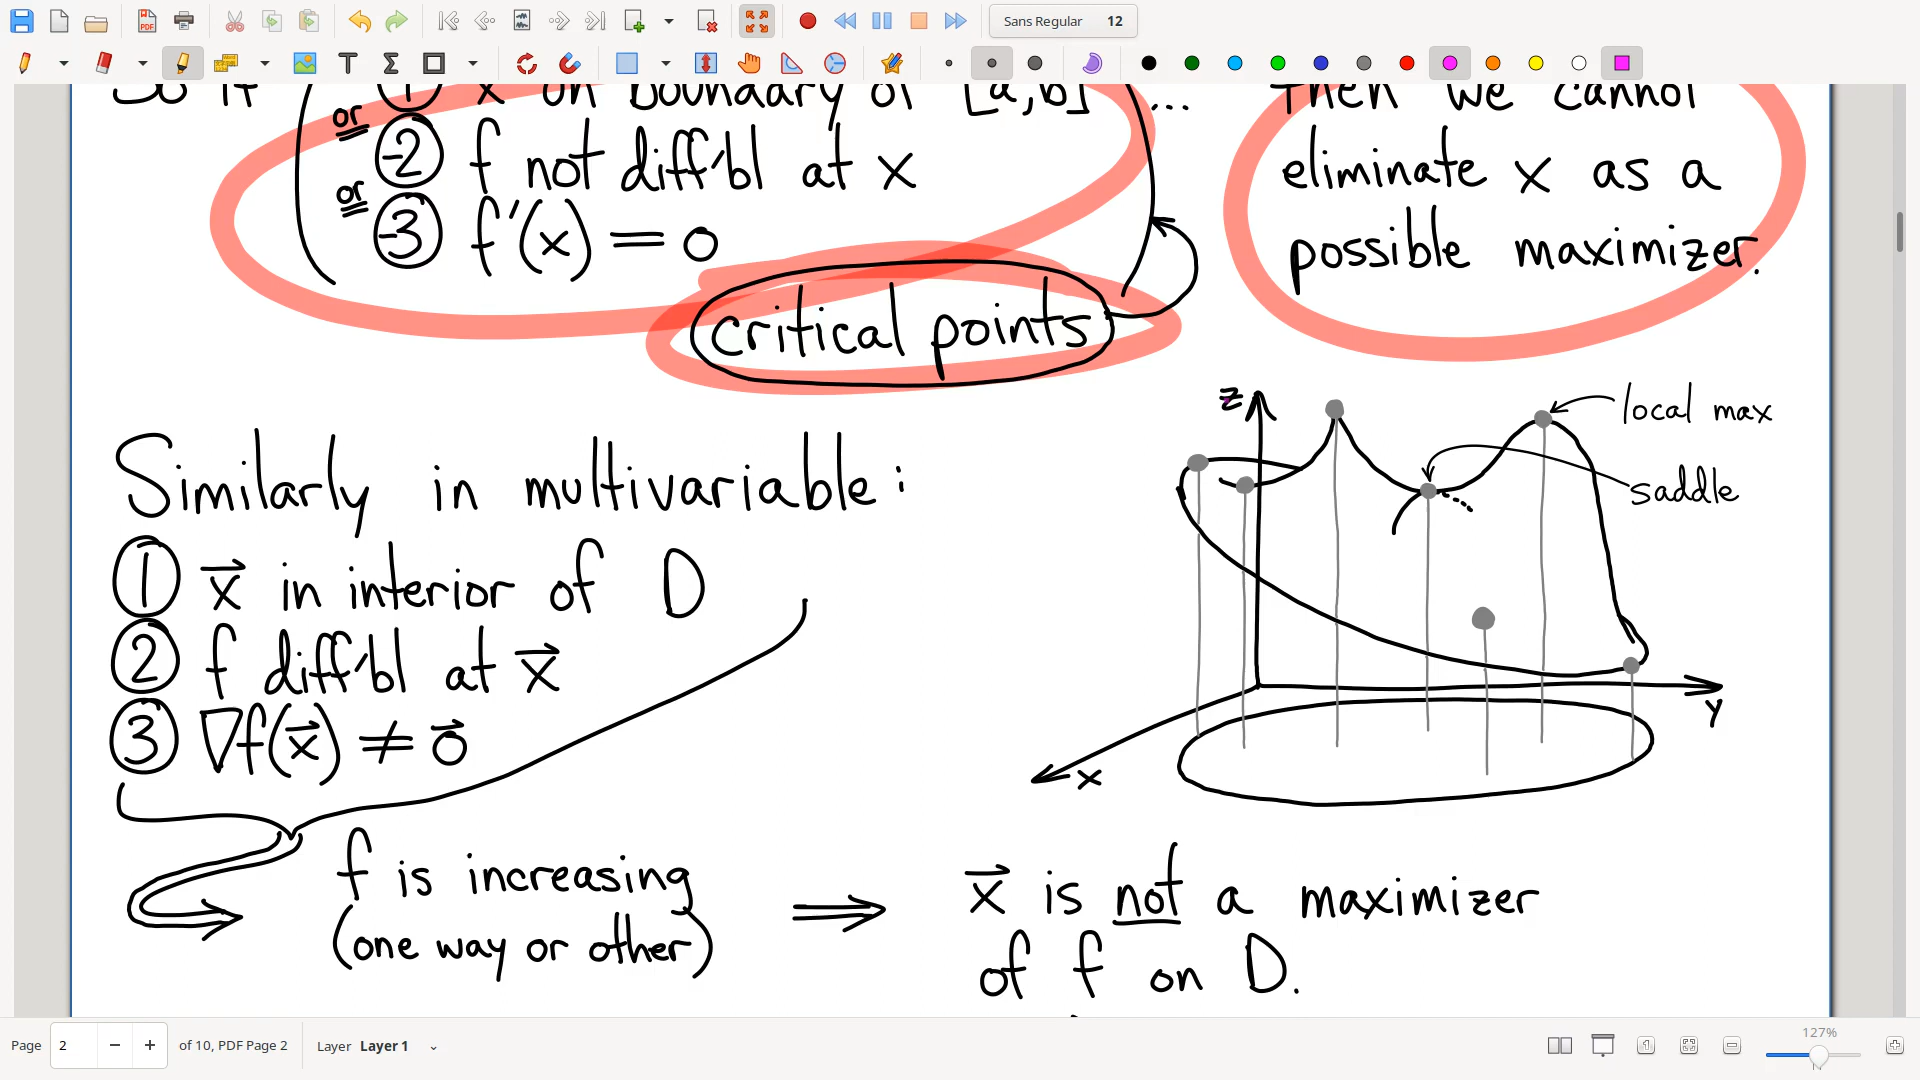 Sans Regular 12
So if ( ① x on boundary of [a,b] ...
or
② f not diff'bl at x
or
③ f'(x) = 0
then we cannot
eliminate x as a
possible maximizer.
critical points
Similarly in multivariable:
① x⃗ in interior of D
② f diff'bl at x⃗
③ ∇f(x⃗) ≠ 0⃗
z
local max
saddle
y
x
f is increasing
(one way or other)
⇒
x⃗ is not a maximizer
of f on D.
Page 2 of 10, PDF Page 2 Layer Layer 1
127%